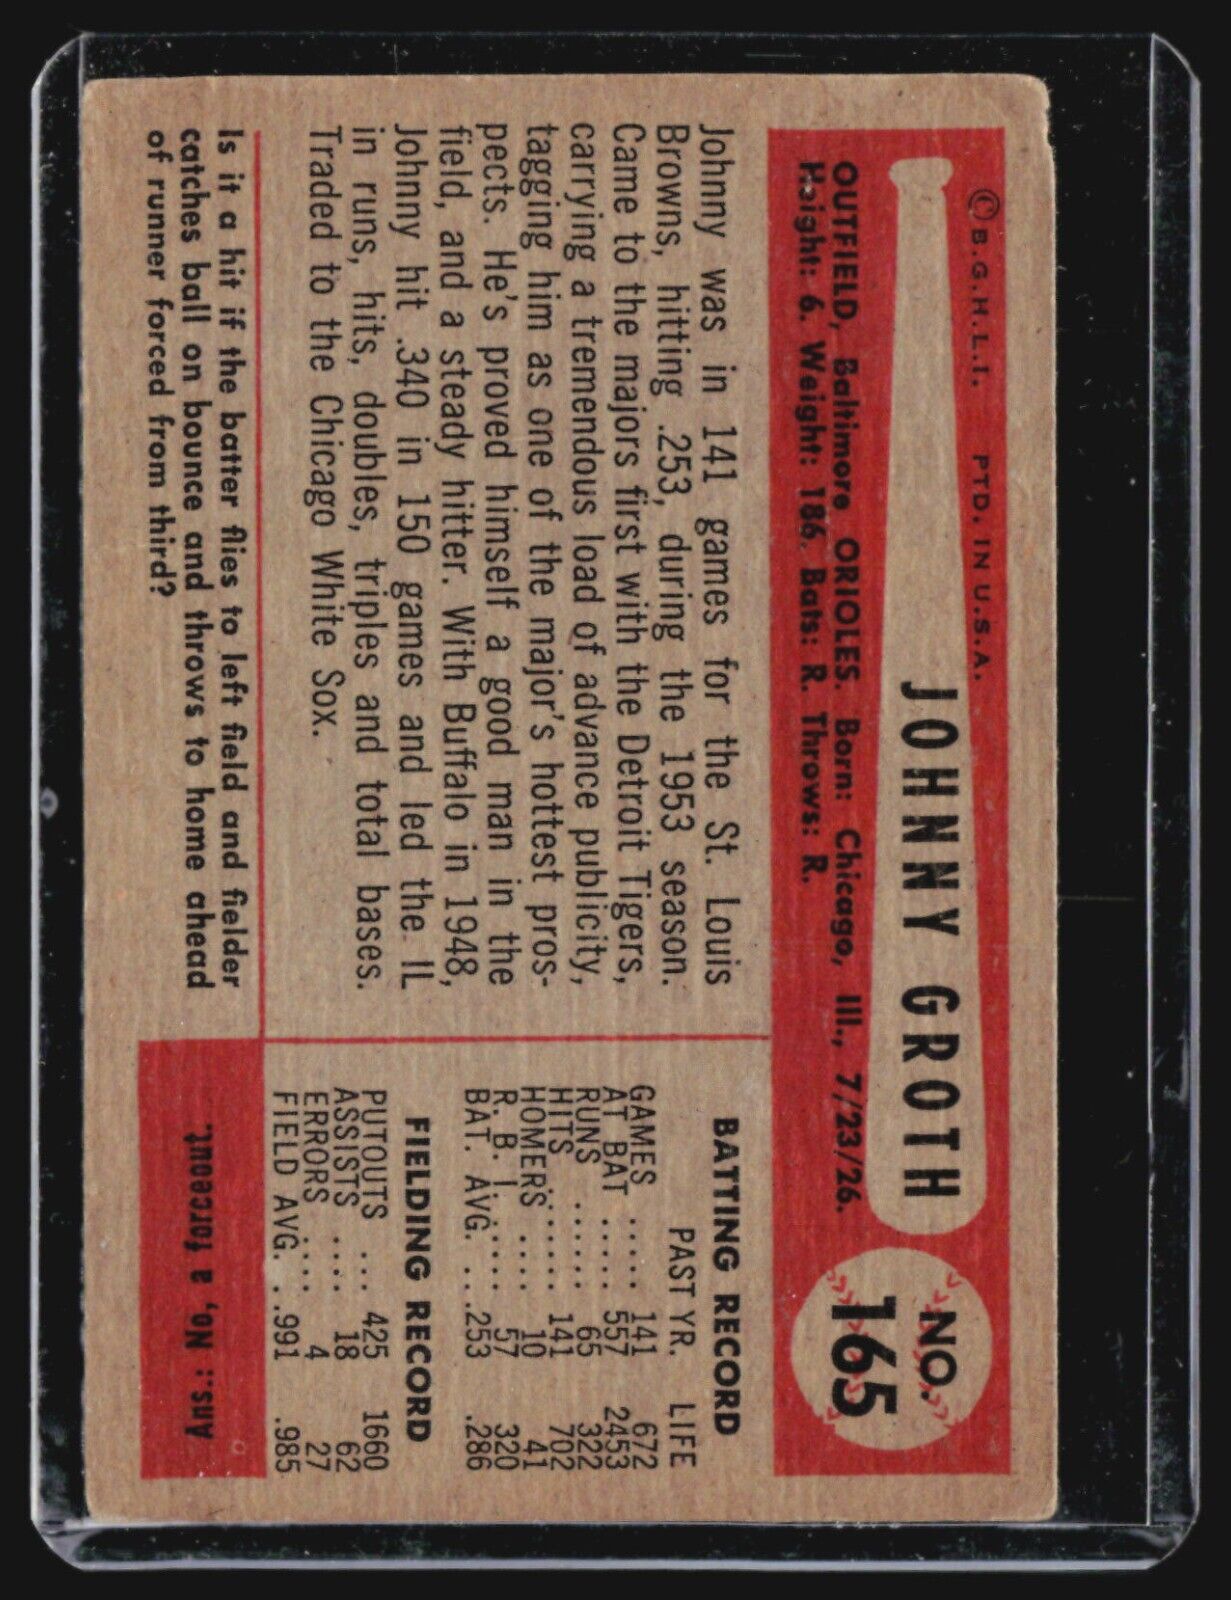 © B.G.H.L.I. PTD. IN U.S.A.
JOHNNY GROTH
NO.
165
OUTFIELD, Baltimore ORIOLES. Born: Chicago, Ill., 7/23/26.
Height: 6. Weight: 186. Bats: R. Throws: R.
Johnny was in 141 games for the St. Louis
Browns, hitting .253, during the 1953 season.
Came to the majors first with the Detroit Tigers,
carrying a tremendous load of advance publicity,
tagging him as one of the major's hottest pros-
pects. He's proved himself a good man in the
field, and a steady hitter. With Buffalo in 1948,
Johnny hit .340 in 150 games and led the IL
in runs, hits, doubles, triples and total bases.
Traded to the Chicago White Sox.
BATTING RECORD
PAST YR. LIFE
GAMES ..... 141 672
AT BAT ..... 557 2453
RUNS ...... 65 322
HITS ...... 141 702
HOMERS .... 10 41
R. B. I. .... 57 320
BAT. AVG. ...253 .286
FIELDING RECORD
PUTOUTS ... 425 1660
ASSISTS .... 18 62
ERRORS .... 4 27
FIELD AVG. ..991 .985
Is it a hit if the batter flies to left field and fielder
catches ball on bounce and throws to home ahead
of runner forced from third?
Ans.: No, a forceout.